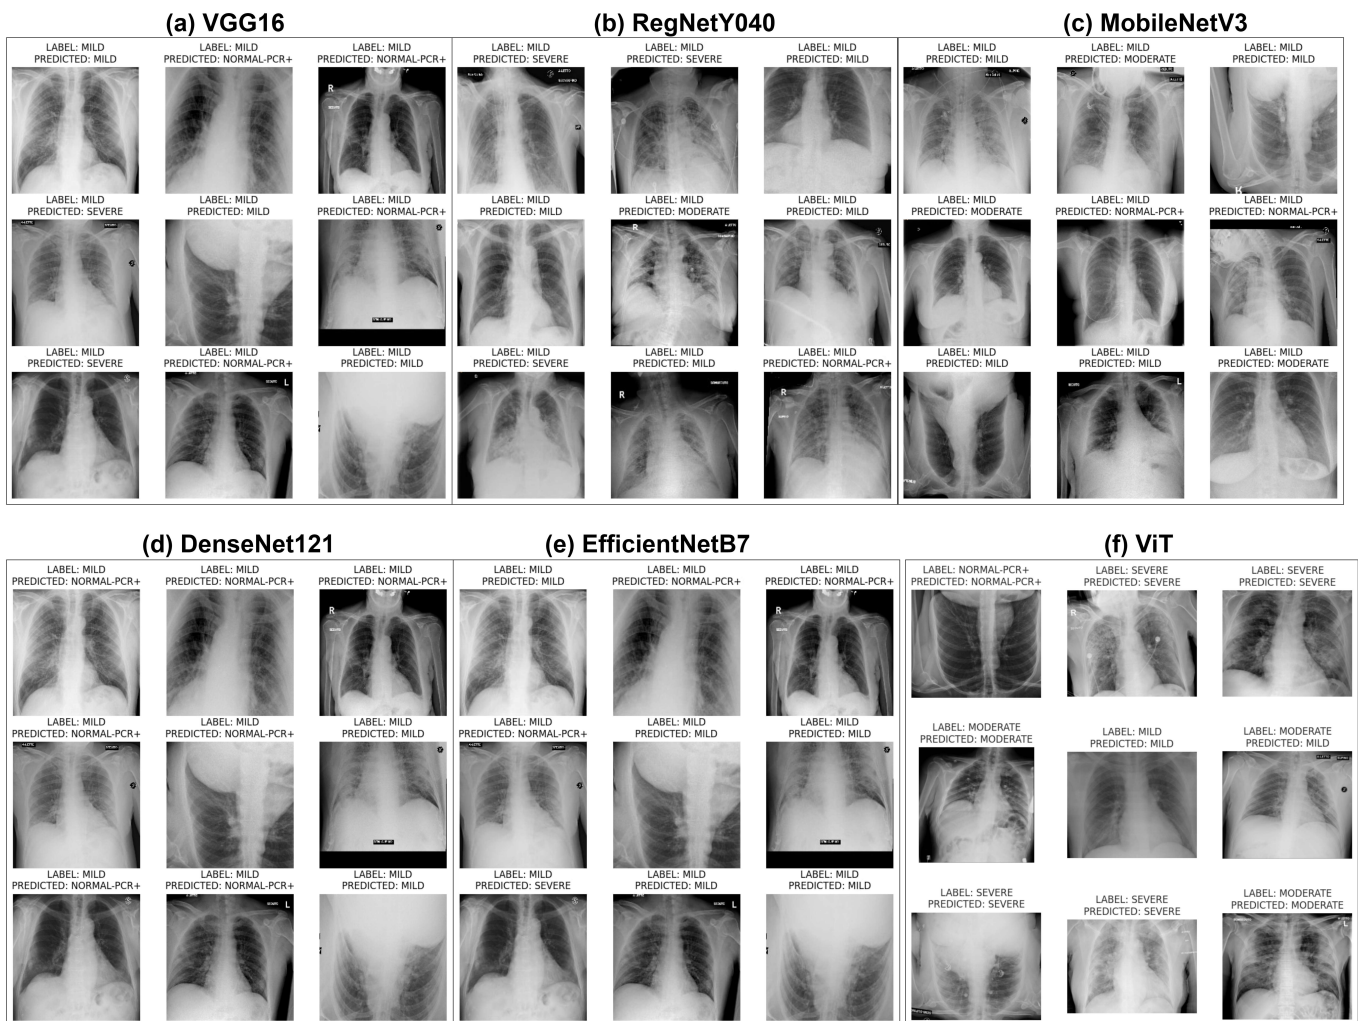 (a) VGG16
(b) RegNetY040
(c) MobileNetV3
LABEL: MILD
PREDICTED: MILD
LABEL: MILD
PREDICTED: NORMAL-PCR+
LABEL: MILD
PREDICTED: NORMAL-PCR+
LABEL: MILD
PREDICTED: SEVERE
LABEL: MILD
PREDICTED: SEVERE
LABEL: MILD
PREDICTED: MILD
LABEL: MILD
PREDICTED: MILD
LABEL: MILD
PREDICTED: MODERATE
LABEL: MILD
PREDICTED: MILD
R
R
LABEL: MILD
PREDICTED: SEVERE
LABEL: MILD
PREDICTED: MILD
LABEL: MILD
PREDICTED: NORMAL-PCR+
LABEL: MILD
PREDICTED: MILD
LABEL: MILD
PREDICTED: MODERATE
LABEL: MILD
PREDICTED: MILD
LABEL: MILD
PREDICTED: MODERATE
LABEL: MILD
PREDICTED: NORMAL-PCR+
LABEL: MILD
PREDICTED: NORMAL-PCR+
R
LABEL: MILD
PREDICTED: SEVERE
LABEL: MILD
PREDICTED: NORMAL-PCR+
LABEL: MILD
PREDICTED: MILD
LABEL: MILD
PREDICTED: SEVERE
LABEL: MILD
PREDICTED: MILD
LABEL: MILD
PREDICTED: NORMAL-PCR+
LABEL: MILD
PREDICTED: MILD
LABEL: MILD
PREDICTED: MILD
LABEL: MILD
PREDICTED: MODERATE
L
R
R
L
(d) DenseNet121
(e) EfficientNetB7
(f) ViT
LABEL: MILD
PREDICTED: NORMAL-PCR+
LABEL: MILD
PREDICTED: NORMAL-PCR+
LABEL: MILD
PREDICTED: NORMAL-PCR+
LABEL: MILD
PREDICTED: MILD
LABEL: MILD
PREDICTED: NORMAL-PCR+
LABEL: MILD
PREDICTED: NORMAL-PCR+
LABEL: NORMAL-PCR+
PREDICTED: NORMAL-PCR+
LABEL: SEVERE
PREDICTED: SEVERE
LABEL: SEVERE
PREDICTED: SEVERE
R
R
R
LABEL: MILD
PREDICTED: NORMAL-PCR+
LABEL: MILD
PREDICTED: NORMAL-PCR+
LABEL: MILD
PREDICTED: MILD
LABEL: MILD
PREDICTED: NORMAL-PCR+
LABEL: MILD
PREDICTED: MILD
LABEL: MILD
PREDICTED: MILD
LABEL: MODERATE
PREDICTED: MODERATE
LABEL: MILD
PREDICTED: MILD
LABEL: MODERATE
PREDICTED: MILD
LABEL: MILD
PREDICTED: NORMAL-PCR+
LABEL: MILD
PREDICTED: NORMAL-PCR+
LABEL: MILD
PREDICTED: MILD
LABEL: MILD
PREDICTED: SEVERE
LABEL: MILD
PREDICTED: MILD
LABEL: MILD
PREDICTED: MILD
LABEL: SEVERE
PREDICTED: SEVERE
LABEL: SEVERE
PREDICTED: SEVERE
LABEL: MODERATE
PREDICTED: MODERATE
L
L
L